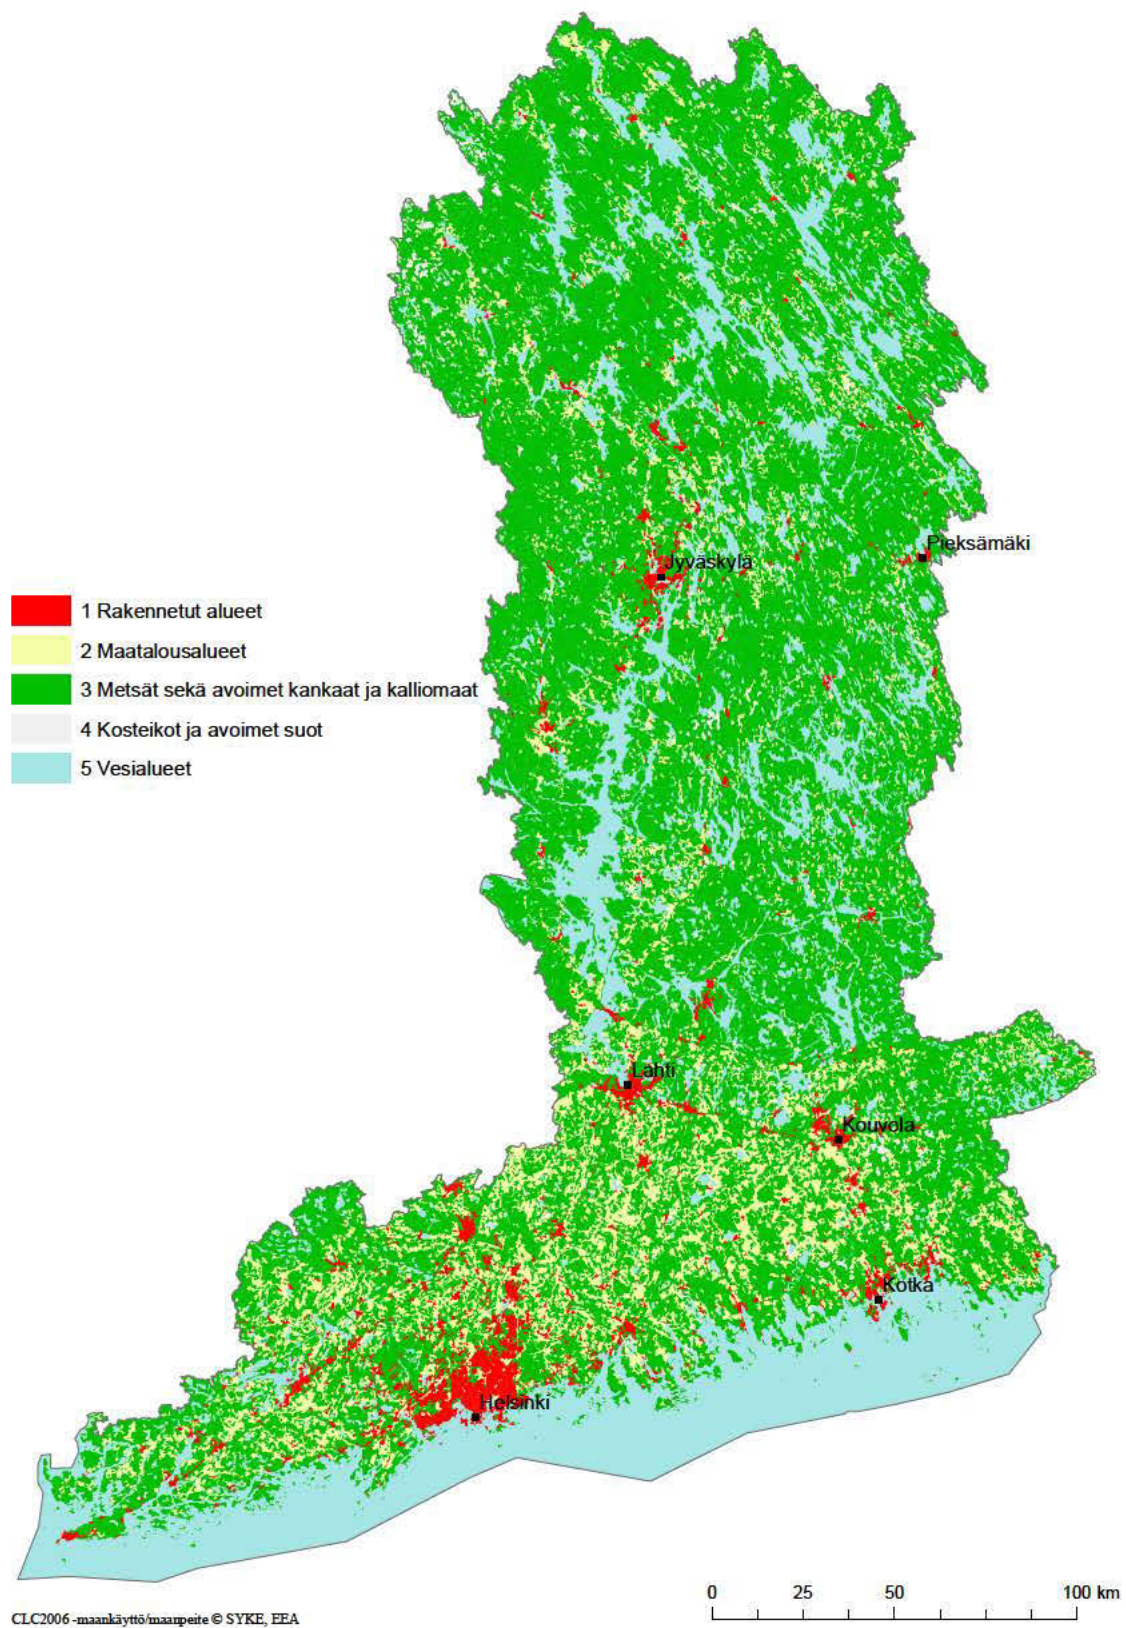 Pieksämäki
Jyväskylä
1 Rakennetut alueet
2 Maatalousalueet
3 Metsät sekä avoimet kankaat ja kalliomaat
4 Kosteikot ja avoimet suot
5 Vesialueet
Lahti
Kouvola
Kotka
Helsinki
0 25 50 100 km
CLC2006 -maankäyttö/maanpeite © SYKE, EEA